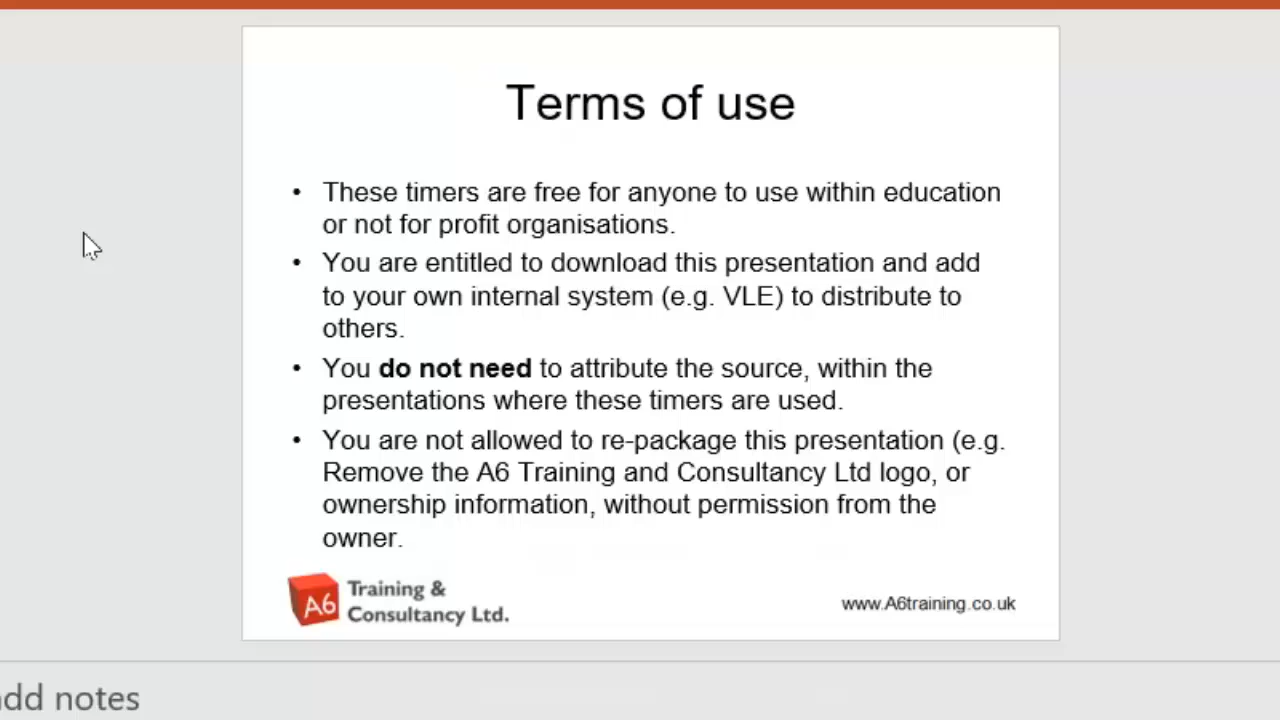 Terms of use
• These timers are free for anyone to use within education
or not for profit organisations.
• You are entitled to download this presentation and add
to your own internal system (e.g. VLE) to distribute to
others.
• You do not need to attribute the source, within the
presentations where these timers are used.
• You are not allowed to re-package this presentation (e.g.
Remove the A6 Training and Consultancy Ltd logo, or
ownership information, without permission from the
owner.
A6 Training &
Consultancy Ltd.
www.A6training.co.uk
add notes